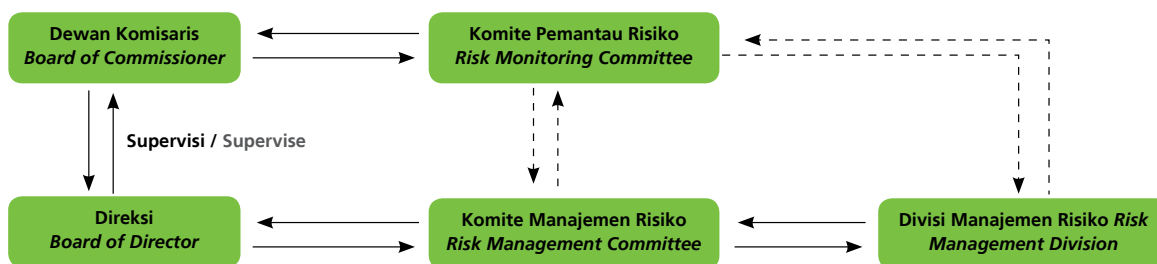 Dewan Komisaris
Board of Commissioner
Komite Pemantau Risiko
Risk Monitoring Committee
Supervisi / Supervise
Direksi
Board of Director
Komite Manajemen Risiko
Risk Management Committee
Divisi Manajemen Risiko Risk
Management Division